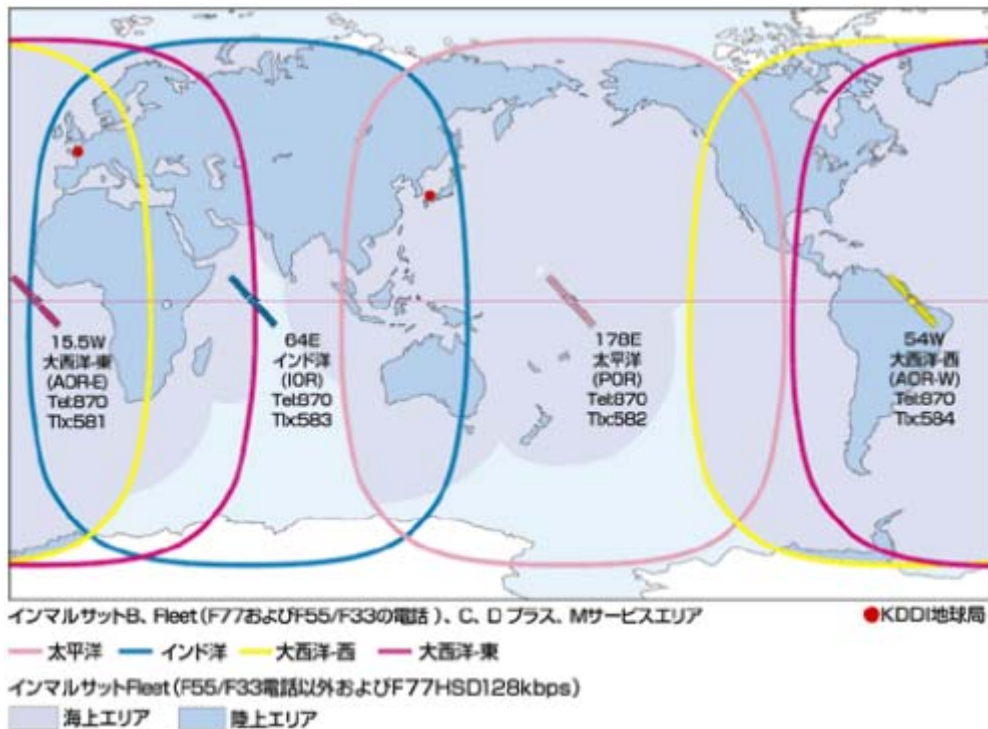 15.5W
大西洋-東
(AOR-E)
Tel:870
Tlx:581
64E
インド洋
(IOR)
Tel:870
Tlx:583
178E
太平洋
(POR)
Tel:870
Tlx:582
54W
大西洋-西
(AOR-W)
Tel:870
Tlx:584
インマルサットB、Fleet(F77およびF55/F33の電話)、C、D プラス、Mサービスエリア
KDDI地球局
太平洋 インド洋 大西洋-西 大西洋-東
インマルサットFleet(F55/F33電話以外およびF77HSD128kbps)
海上エリア 陸上エリア